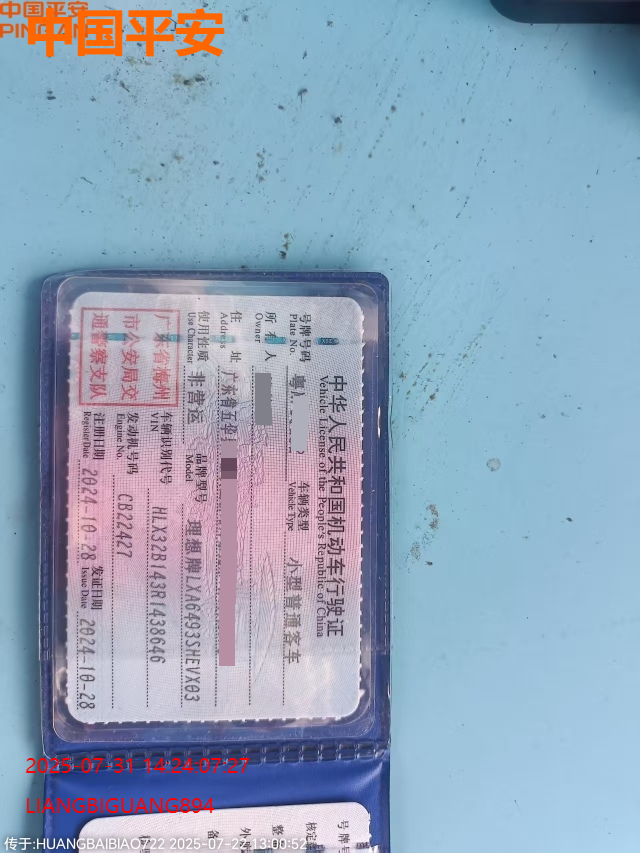 中国平安
中国平安
中华人民共和国机动车行驶证
Vehicle License of the People's Republic of China
号牌号码
Plate No.
粤
车辆类型
Vehicle Type
小型普通客车
所有人
Owner
住址
Address
广东省
使用性质
Use Character
非营运
品牌型号
Model
理想牌LXA6493SHEVX03
车辆识别代号
VIN
HLX32B143R1438646
发动机号码
Engine No.
CB22427
注册日期
Register Date
2024-10-28
发证日期
Issue Date
2024-10-28
市公安局交
通警察支队
2025-07-31 14:24:07:27
LIANGBIGUANG894
传于:HUANGBAIBIAO722 2025-07-22 13:00:52